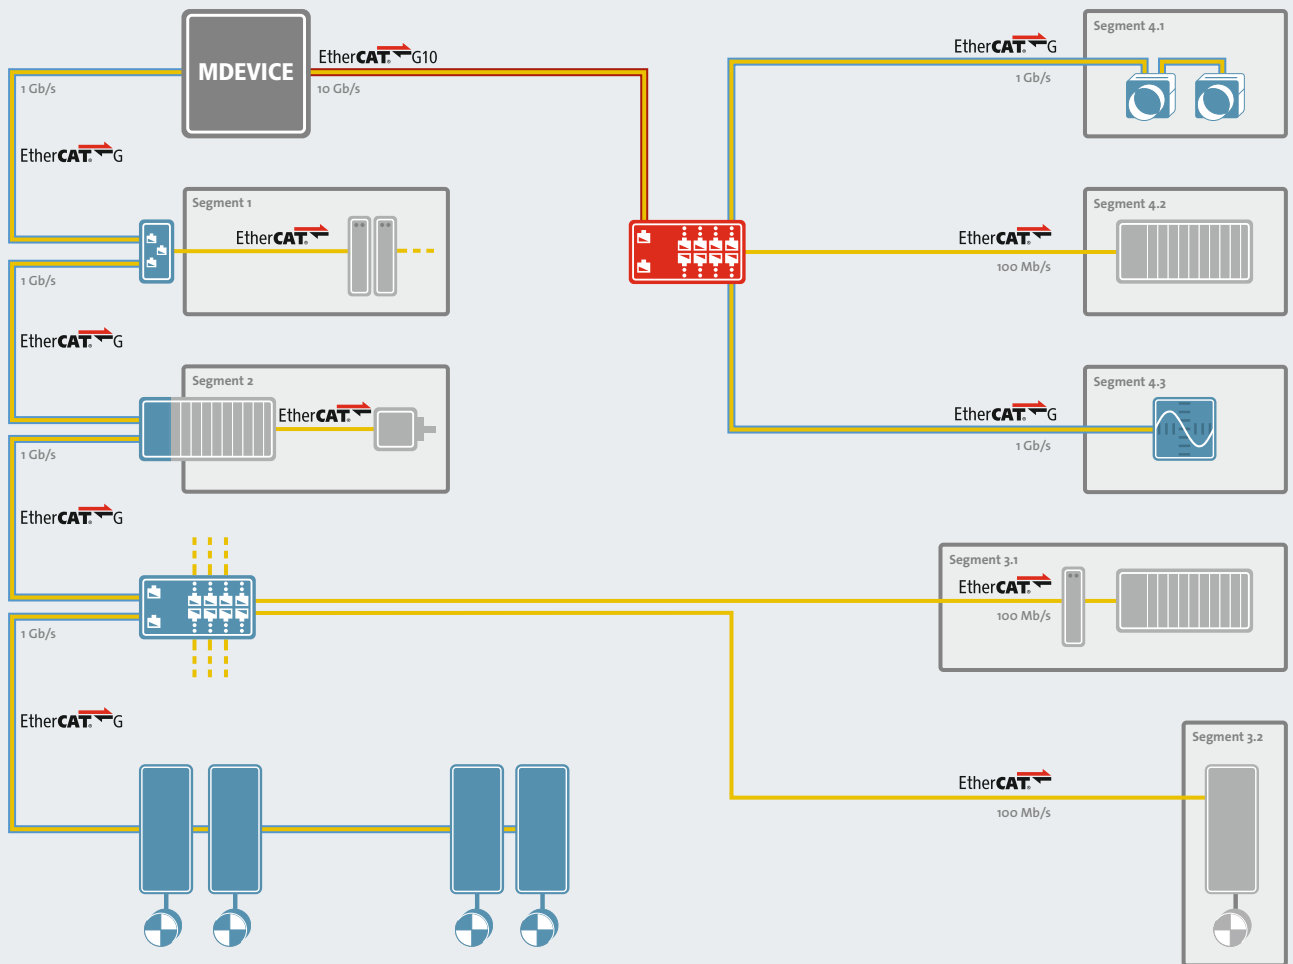 MDEVICE
EtherCAT® G10
10 Gb/s
1 Gb/s
EtherCAT® G
Segment 1
EtherCAT®
1 Gb/s
EtherCAT® G
Segment 2
EtherCAT®
1 Gb/s
EtherCAT® G
1 Gb/s
EtherCAT® G
EtherCAT® G
1 Gb/s
Segment 4.1
EtherCAT®
100 Mb/s
Segment 4.2
EtherCAT® G
1 Gb/s
Segment 4.3
Segment 3.1
EtherCAT®
100 Mb/s
Segment 3.2
EtherCAT®
100 Mb/s